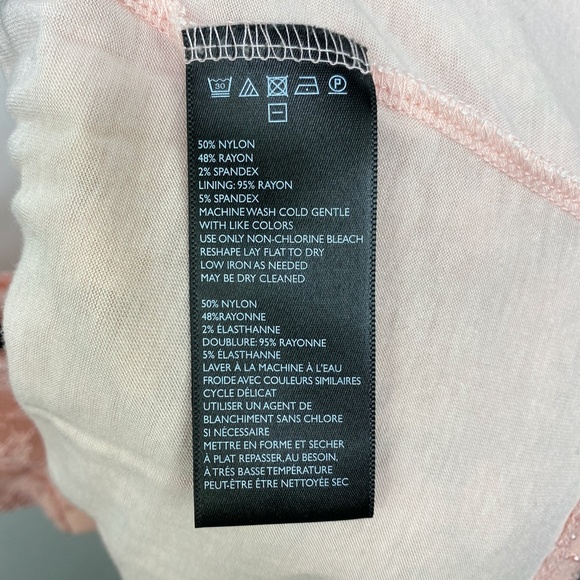 30 P
50% NYLON
48% RAYON
2% SPANDEX
LINING: 95% RAYON
5% SPANDEX
MACHINE WASH COLD GENTLE
WITH LIKE COLORS
USE ONLY NON-CHLORINE BLEACH
RESHAPE LAY FLAT TO DRY
LOW IRON AS NEEDED
MAY BE DRY CLEANED
50% NYLON
48%RAYONNE
2% ÉLASTHANNE
DOUBLURE: 95% RAYONNE
5% ÉLASTHANNE
LAVER À LA MACHINE À L'EAU
FROIDE AVEC COULEURS SIMILAIRES
CYCLE DÉLICAT
UTILISER UN AGENT DE
BLANCHIMENT SANS CHLORE
SI NÉCESSAIRE
METTRE EN FORME ET SECHER
À PLAT REPASSER, AU BESOIN,
À TRÉS BASSE TEMPÉRATURE
PEUT-ÊTRE ÊTRE NETTOYÉE SEC